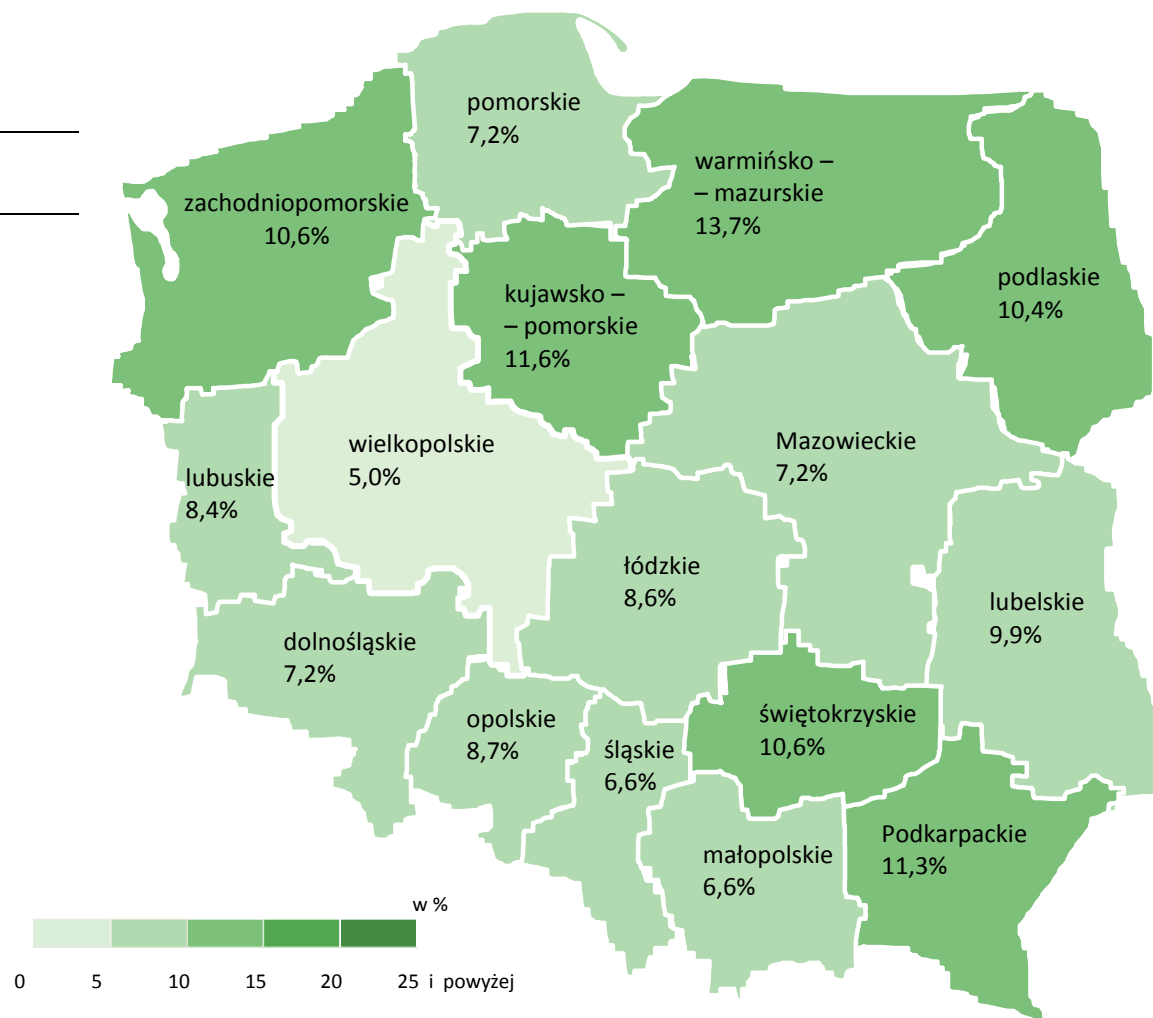 pomorskie
7,2%
warmińsko –
– mazurskie
13,7%
zachodniopomorskie
10,6%
podlaskie
10,4%
kujawsko –
– pomorskie
11,6%
wielkopolskie
5,0%
Mazowieckie
7,2%
lubuskie
8,4%
łódzkie
8,6%
lubelskie
9,9%
dolnośląskie
7,2%
opolskie
8,7%
świętokrzyskie
10,6%
śląskie
6,6%
Podkarpackie
11,3%
małopolskie
6,6%
w %
0 5 10 15 20 25 i powyżej